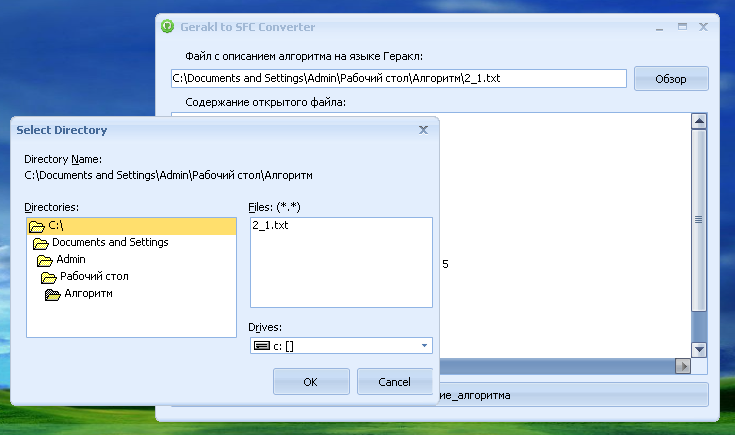 Gerakl to SFC Converter
Файл с описанием алгоритма на языке Геракл:
C:\Documents and Settings\Admin\Рабочий стол\Алгоритм\2_1.txt
Обзор
Содержание открытого файла:
Select Directory
Directory Name:
C:\Documents and Settings\Admin\Рабочий стол\Алгоритм
Directories:
C:\
Documents and Settings
Admin
Рабочий стол
Алгоритм
Files: (*.*)
2_1.txt
Drives:
c: []
OK
Cancel
5
ие_алгоритма